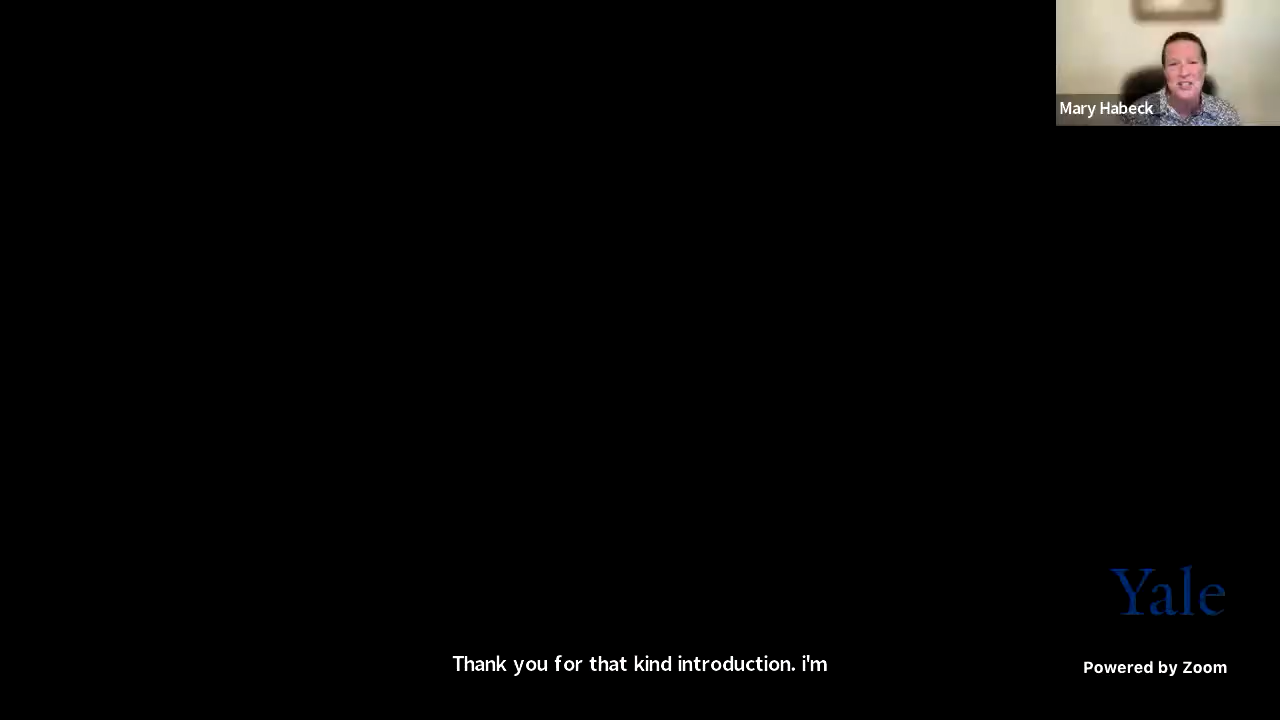 Mary Habeck
Yale
Thank you for that kind introduction. i'm
Powered by Zoom